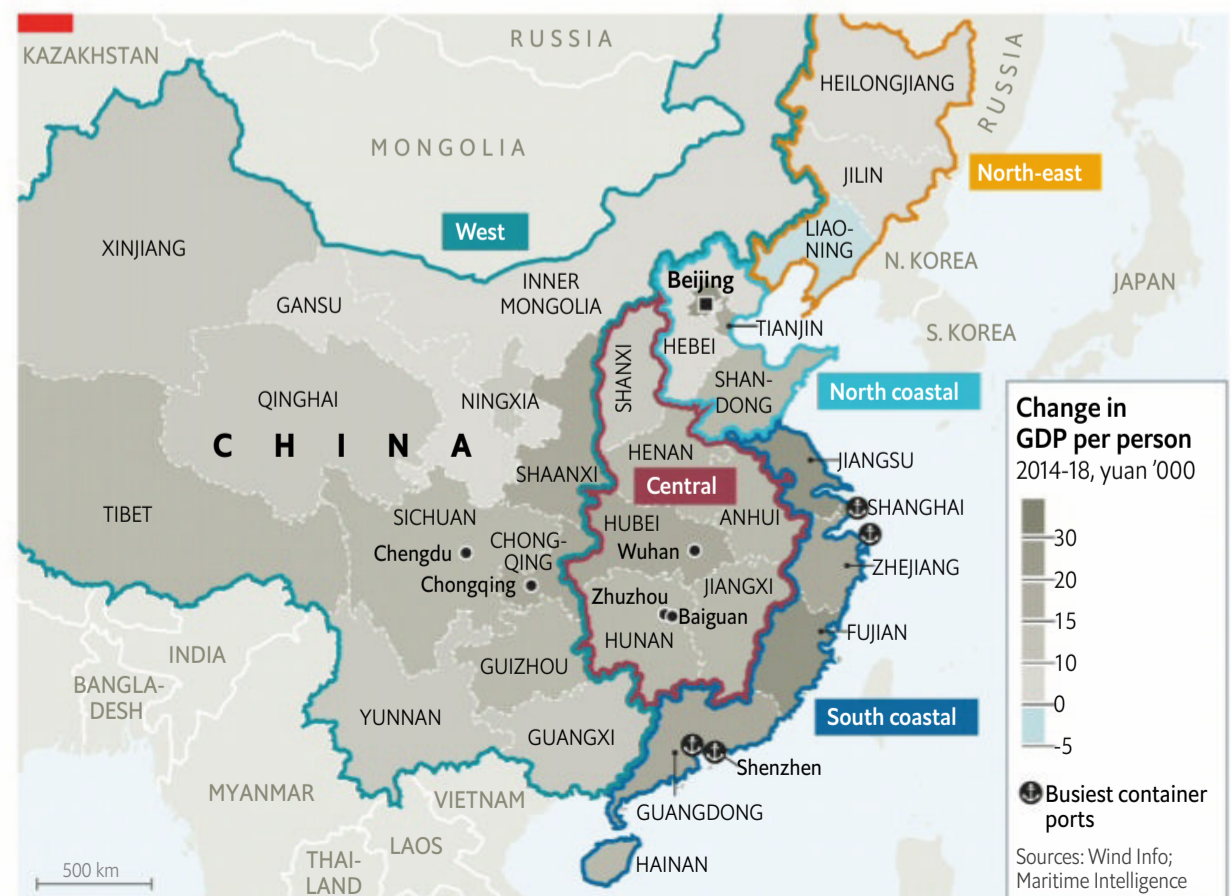 KAZAKHSTAN
RUSSIA
RUSSIA
MONGOLIA
HEILONGJIANG
JILIN
North-east
LIAO-
NING
West
XINJIANG
GANSU
INNER
MONGOLIA
Beijing
N. KOREA
JAPAN
S. KOREA
TIANJIN
HEBEI
SHANXI
SHAN-
DONG
North coastal
QINGHAI
NINGXIA
CHINA
SHAANXI
HENAN
Central
JIANGSU
SHANGHAI
TIBET
SICHUAN
Chengdu
CHONG-
QING
Chongqing
HUBEI
Wuhan
ANHUI
ZHEJIANG
Zhuzhou
Baiguan
JIANGXI
HUNAN
FUJIAN
INDIA
BANGLA-
DESH
GUIZHOU
YUNNAN
GUANGXI
South coastal
Shenzhen
GUANGDONG
HAINAN
MYANMAR
VIETNAM
LAOS
THAI-
LAND
500 km
Change in
GDP per person
2014-18, yuan '000
30
20
15
10
0
-5
Busiest container
ports
Sources: Wind Info;
Maritime Intelligence